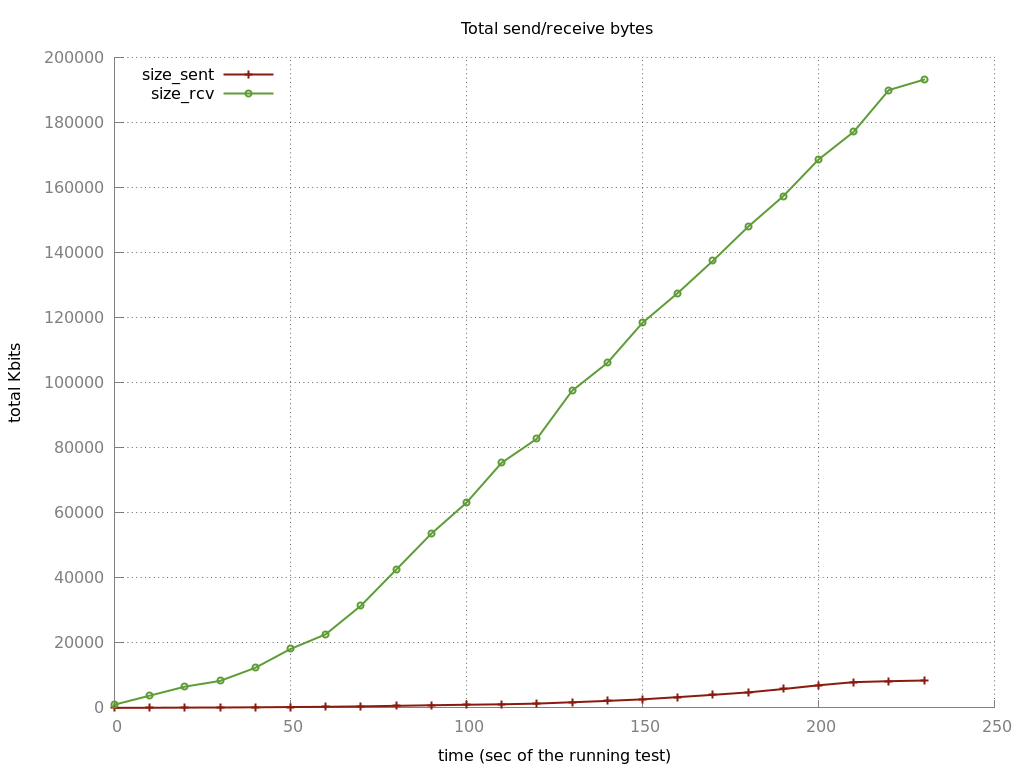 Total send/receive bytes
200000
size_sent
size_rcv
180000
160000
140000
120000
total Kbits
100000
80000
60000
40000
20000
0
0 50 100 150 200 250
time (sec of the running test)